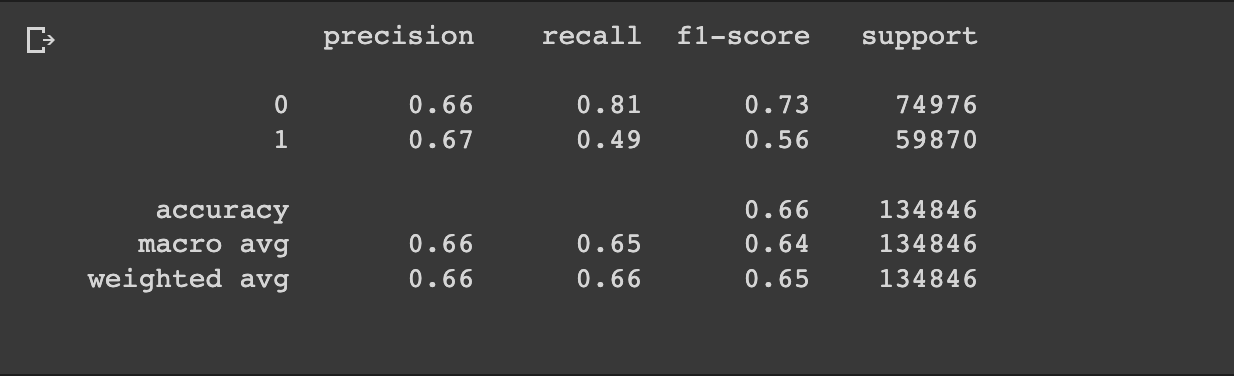 precision recall f1-score support
0 0.66 0.81 0.73 74976
1 0.67 0.49 0.56 59870
accuracy 0.66 134846
macro avg 0.66 0.65 0.64 134846
weighted avg 0.66 0.66 0.65 134846